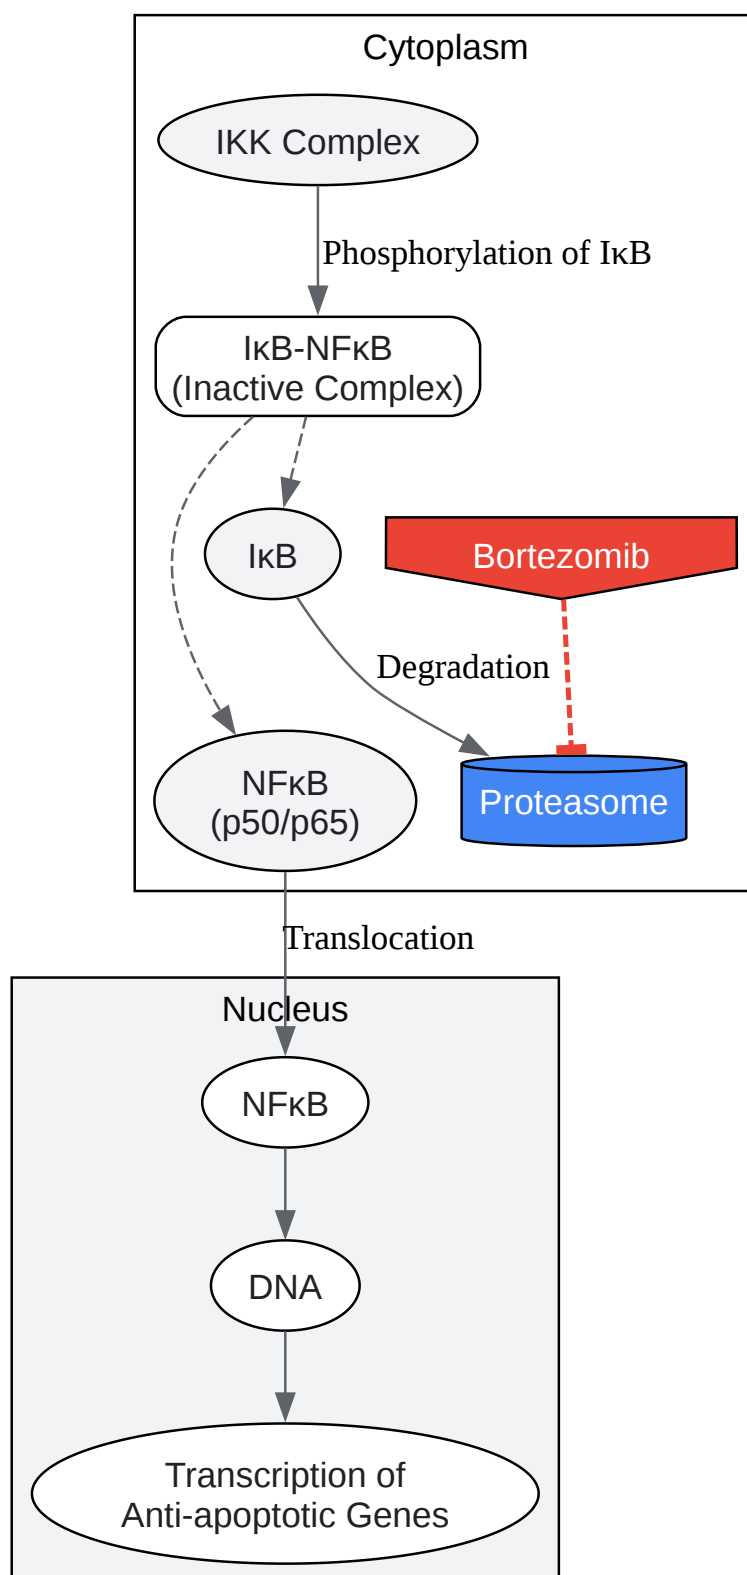 Cytoplasm
IKK Complex
Phosphorylation of IκB
IκB-NFκB
(Inactive Complex)
IκB
Bortezomib
Degradation
NFκB
(p50/p65)
Proteasome
Translocation
Nucleus
NFκB
DNA
Transcription of
Anti-apoptotic Genes